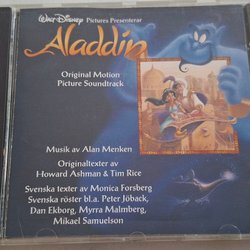 Walt Disney Pictures Presenterar
Aladdin
Original Motion
Picture Soundtrack
Musik av Alan Menken
Originaltexter av
Howard Ashman & Tim Rice
Svenska texter av Monica Forsberg
Svenska röster bl.a. Peter Jöback,
Dan Ekborg, Myrra Malmberg,
Mikael Samuelson